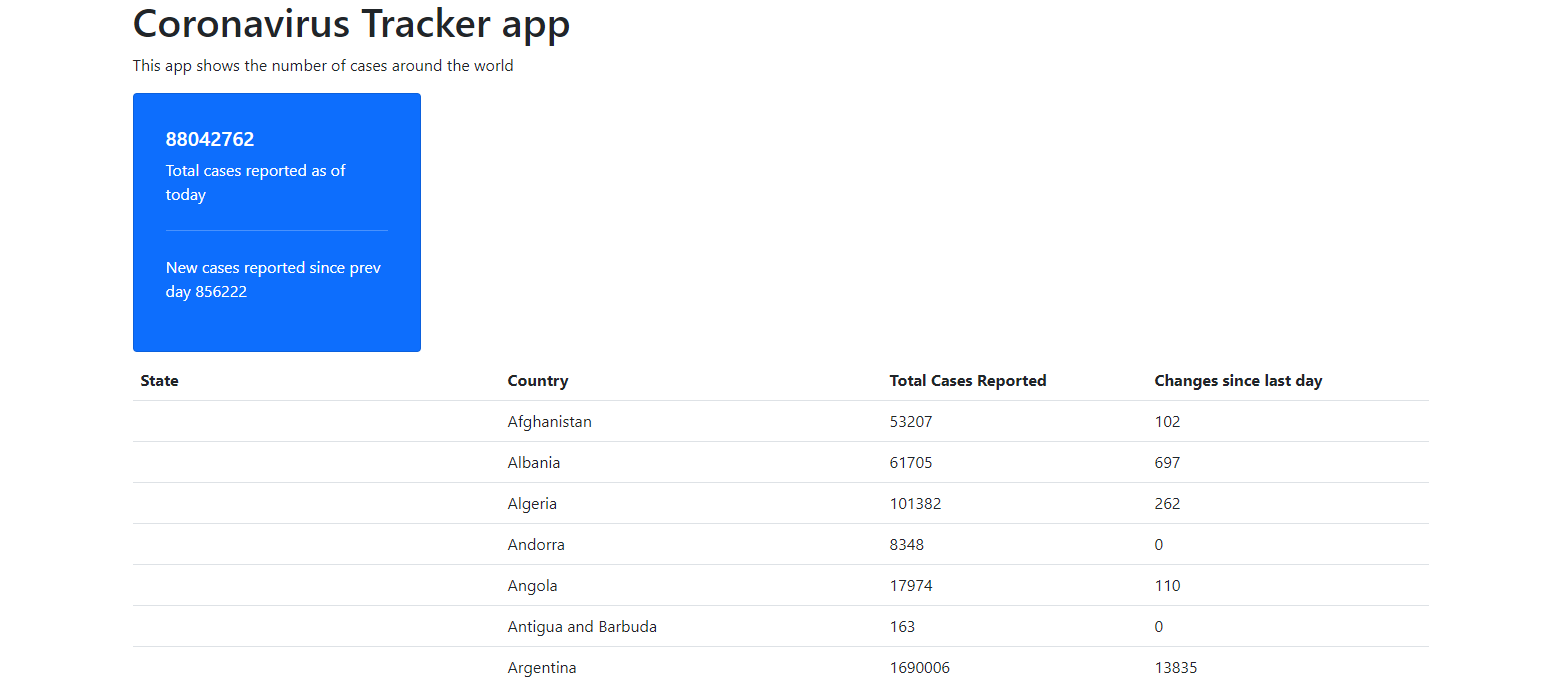 Coronavirus Tracker app
This app shows the number of cases around the world
88042762
Total cases reported as of
today
New cases reported since prev
day 856222
State Country Total Cases Reported Changes since last day
Afghanistan 53207 102
Albania 61705 697
Algeria 101382 262
Andorra 8348 0
Angola 17974 110
Antigua and Barbuda 163 0
Argentina 1690006 13835